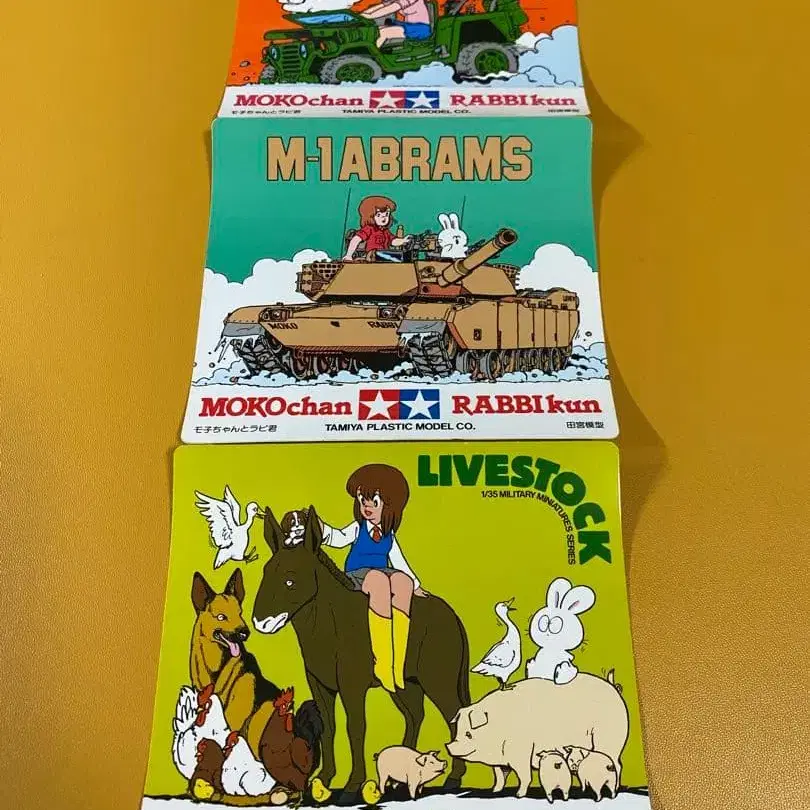 MOKOchan RABBIkun
モ子ちゃんとラビ君 TAMIYA PLASTIC MODEL CO. 田宮模型
M-1 ABRAMS
MOKO RABBI
MOKOchan RABBIkun
モ子ちゃんとラビ君 TAMIYA PLASTIC MODEL CO. 田宮模型
LIVESTOCK
1/35 MILITARY MINIATURES SERIES